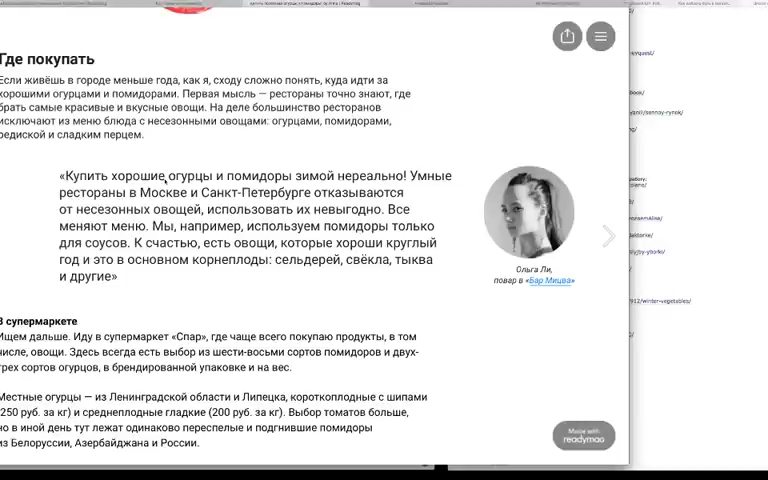 Где покупать
Если живёшь в городе меньше года, как я, сходу сложно понять, куда идти за
хорошими огурцами и помидорами. Первая мысль — рестораны точно знают, где
брать самые красивые и вкусные овощи. На деле большинство ресторанов
исключают из меню блюда с несезонными овощами: огурцами, помидорами,
редиской и сладким перцем.
«Купить хорошие огурцы и помидоры зимой нереально! Умные
рестораны в Москве и Санкт-Петербурге отказываются
от несезонных овощей, использовать их невыгодно. Все
меняют меню. Мы, например, используем помидоры только
для соусов. К счастью, есть овощи, которые хороши круглый
год и это в основном корнеплоды: сельдерей, свёкла, тыква
и другие»
Ольга Ли,
повар в «Бар Мицва»
В супермаркете
Ищем дальше. Иду в супермаркет «Спар», где чаще всего покупаю продукты, в том
числе, овощи. Здесь всегда есть выбор из шести-восьми сортов помидоров и двух-
трех сортов огурцов, в брендированной упаковке и на вес.
Местные огурцы — из Ленинградской области и Липецка, короткоплодные с шипами
(250 руб. за кг) и среднеплодные гладкие (200 руб. за кг). Выбор томатов больше,
но в иной день тут лежат одинаково переспелые и подгнившие помидоры
из Белоруссии, Азербайджана и России.
Made with
readymag
/sennoy-rynok/
912/winter-vegetables/